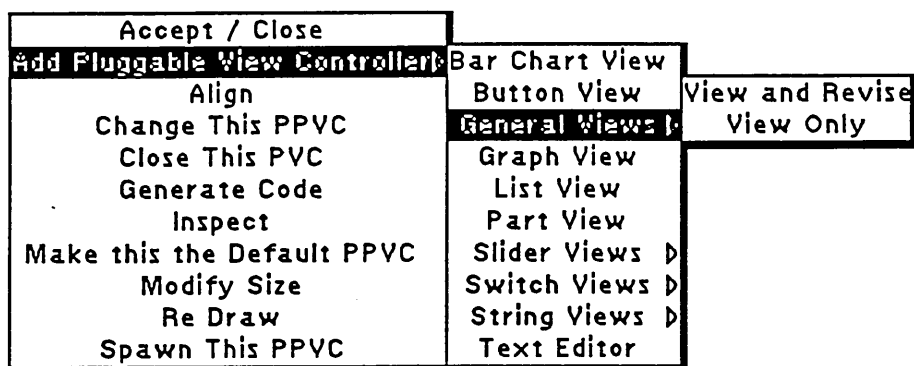 Accept / Close
Add Pluggable View Controller
Align
Change This PPVC
Close This PVC
Generate Code
Inspect
Make this the Default PPVC
Modify Size
Re Draw
Spawn This PPVC
Bar Chart View
Button View
General Views
Graph View
List View
Part View
Slider Views
Switch Views
String Views
Text Editor
View and Revise
View Only